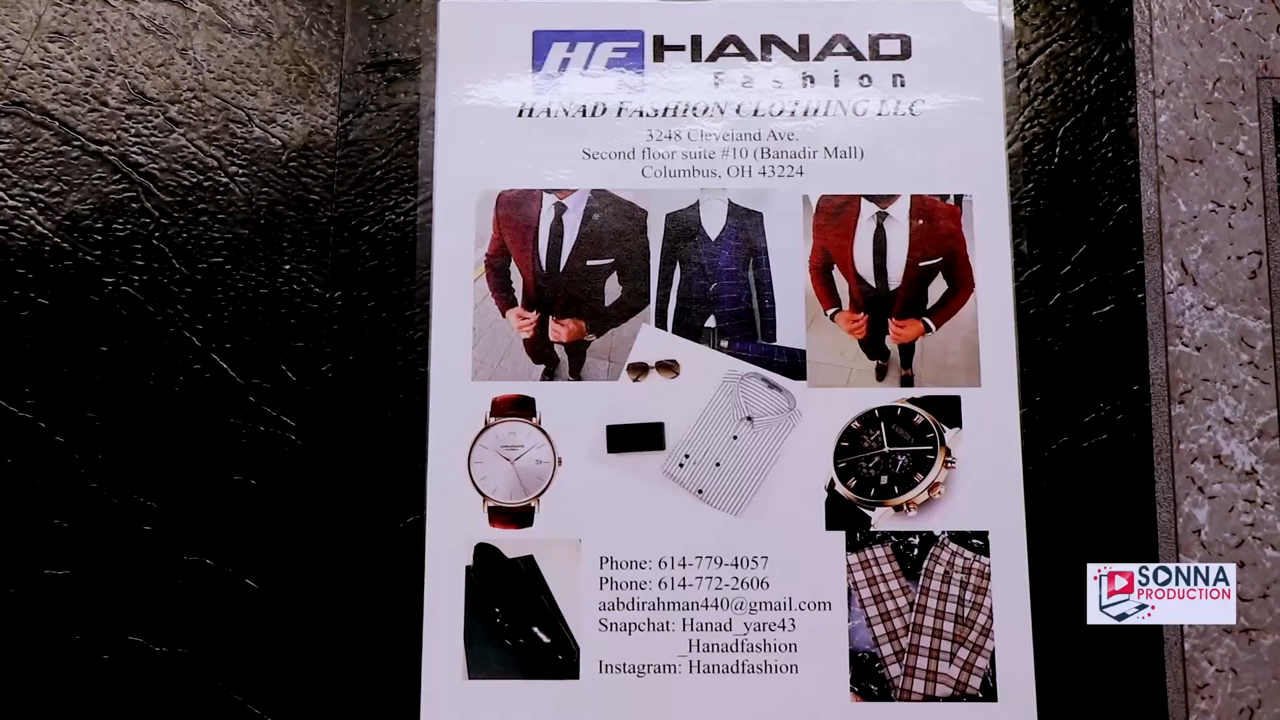 HF HANAD
Fashion
HANAD FASHION CLOTHING LLC
3248 Cleveland Ave.
Second floor suite #10 (Banadir Mall)
Columbus, OH 43224
Phone: 614-779-4057
Phone: 614-772-2606
aabdirahman440@gmail.com
Snapchat: Hanad_yare43
_Hanadfashion
Instagram: Hanadfashion
SONNA
PRODUCTION